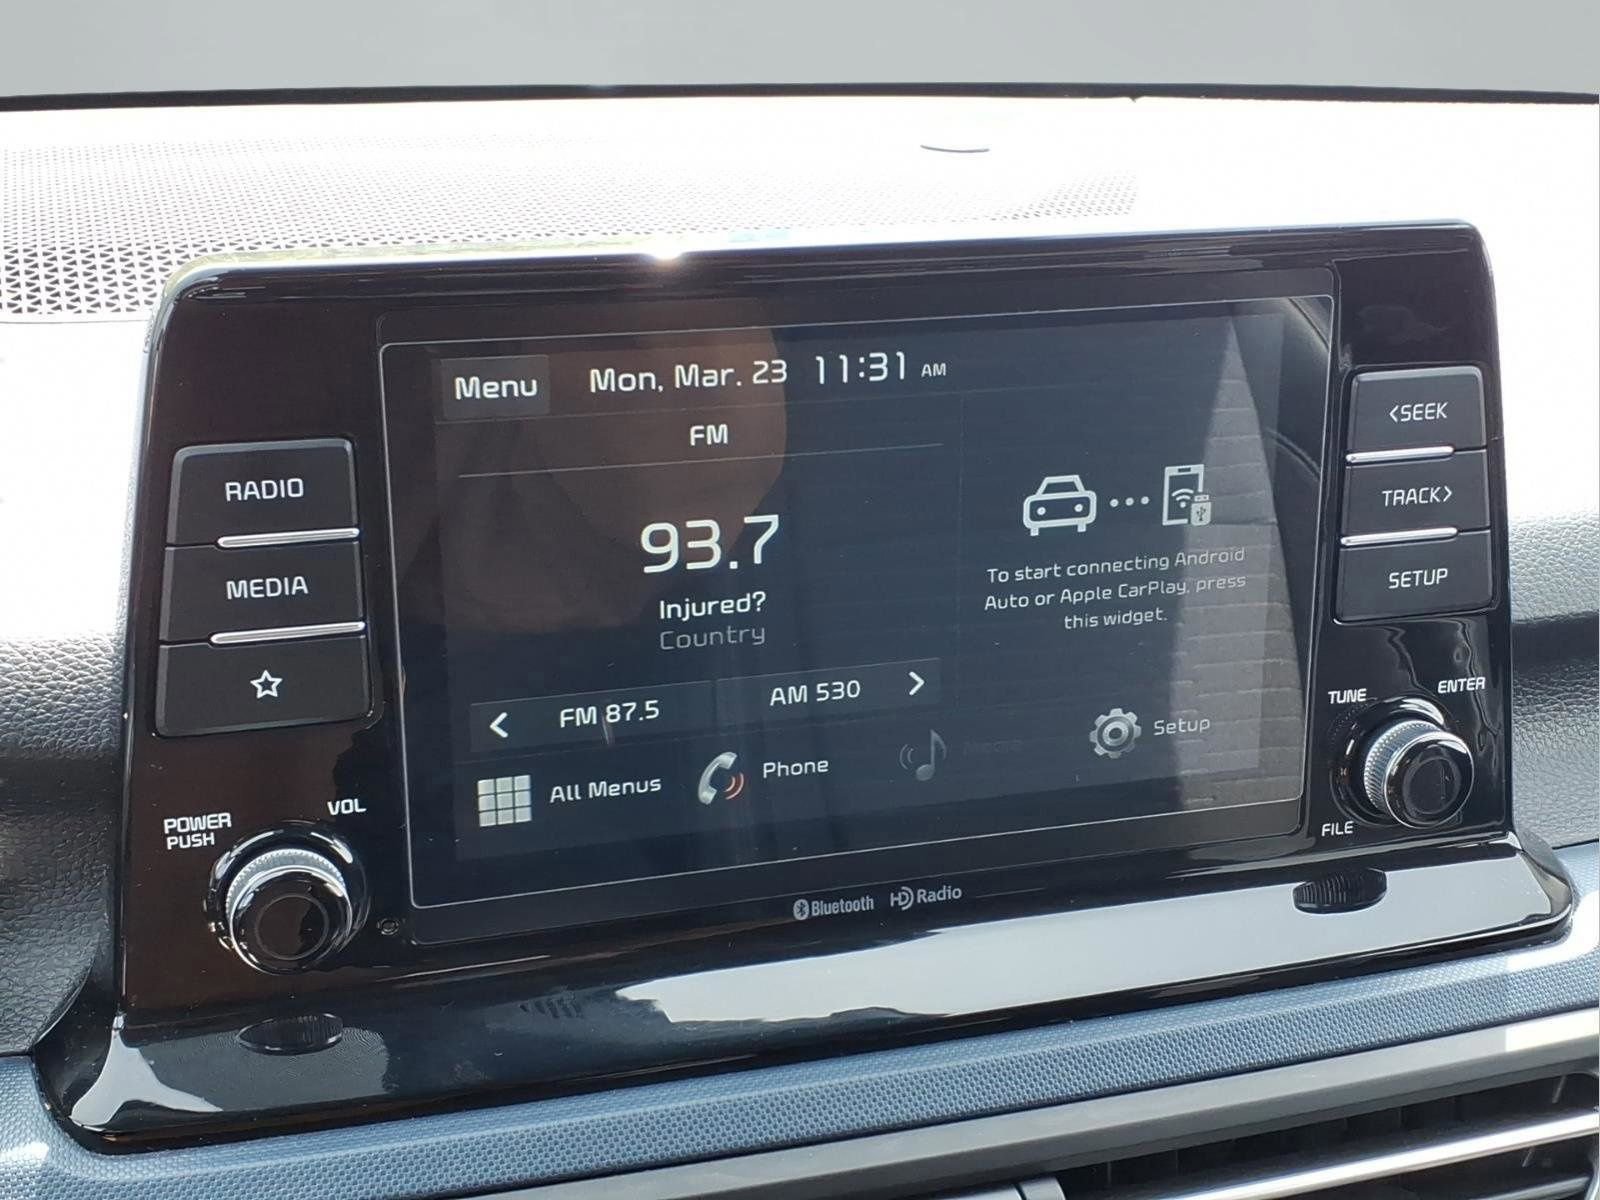 Menu Mon, Mar. 23 11:31 AM
FM
93.7
Injured?
Country
< FM 87.5 AM 530 >
All Menus Phone Setup
To start connecting Android
Auto or Apple CarPlay, press
this widget.
RADIO
MEDIA
POWER
PUSH
VOL
<SEEK
TRACK>
SETUP
TUNE
ENTER
FILE
Bluetooth HD Radio